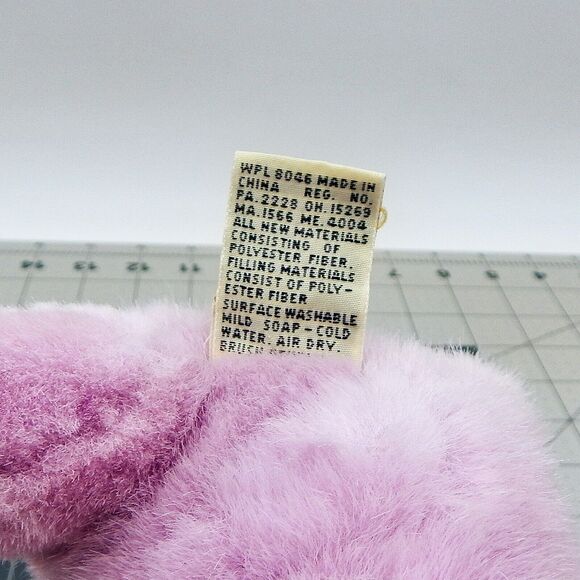 WPL 8046 MADE IN
CHINA REG. NO.
PA.2228 OH.15269
MA.1566 ME.4004
ALL NEW MATERIALS
CONSISTING OF
POLYESTER FIBER.
FILLING MATERIALS
CONSIST OF POLY-
ESTER FIBER
SURFACE WASHABLE
MILD SOAP-COLD
WATER. AIR DRY.
BRUSH